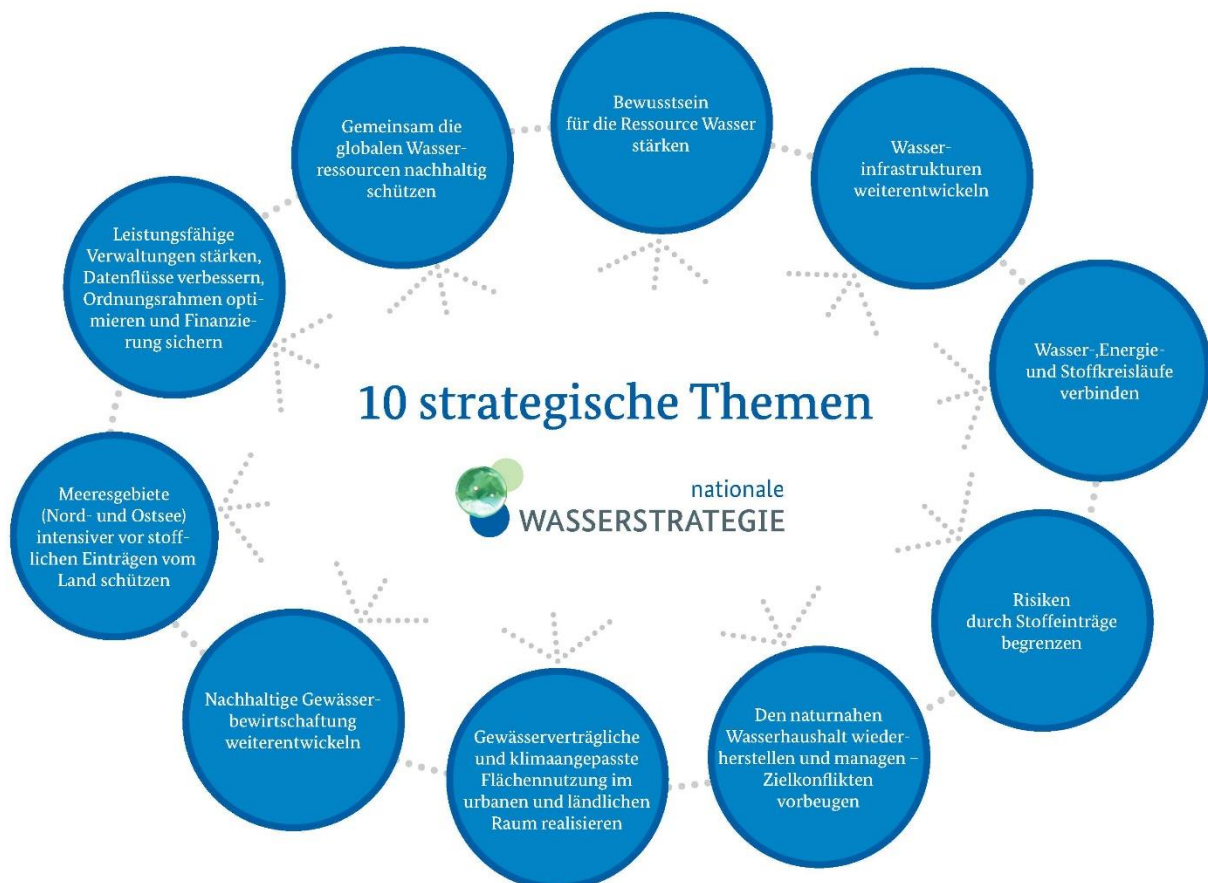 10 strategische Themen
nationale
WASSERSTRATEGIE
Bewusstsein
für die Ressource Wasser
stärken
Wasser-
infrastrukturen
weiterentwickeln
Wasser-,Energie-
und Stoffkreisläufe
verbinden
Risiken
durch Stoffeinträge
begrenzen
Den naturnahen
Wasserhaushalt wieder-
herstellen und managen –
Zielkonflikten
vorbeugen
Gewässerverträgliche
und klimaangepasste
Flächennutzung im
urbanen und ländlichen
Raum realisieren
Nachhaltige Gewässer-
bewirtschaftung
weiterentwickeln
Meeresgebiete
(Nord- und Ostsee)
intensiver vor stoff-
lichen Einträgen vom
Land schützen
Leistungsfähige
Verwaltungen stärken,
Datenflüsse verbessern,
Ordnungsrahmen opti-
mieren und Finanzie-
rung sichern
Gemeinsam die
globalen Wasser-
ressourcen nachhaltig
schützen